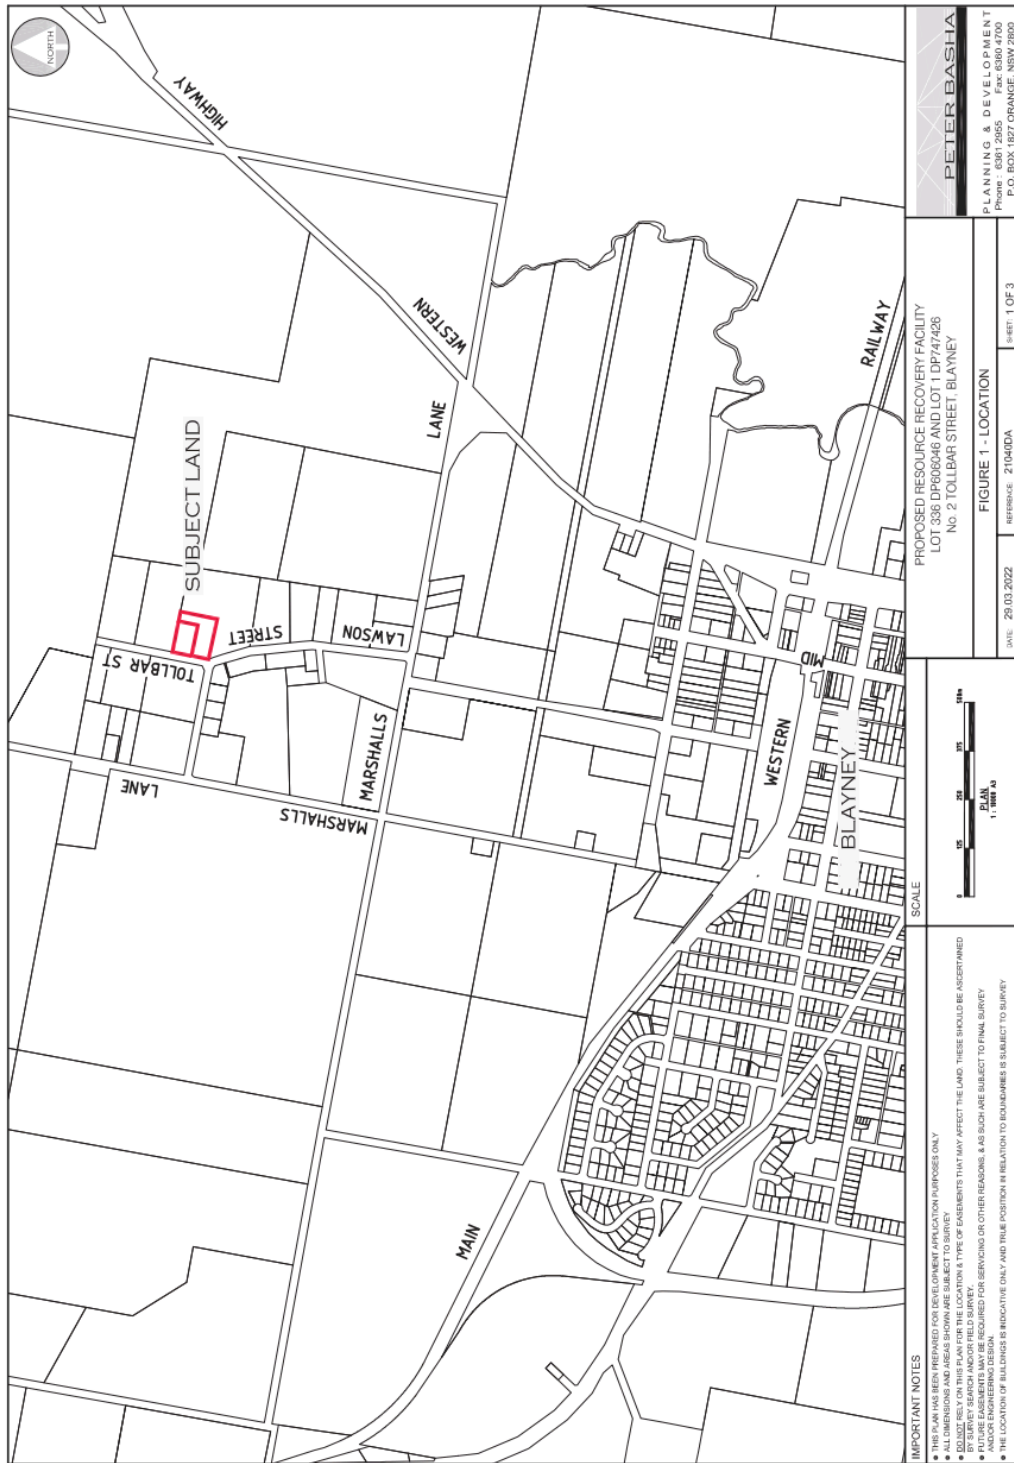 NORTH
HIGHWAY
WESTERN
LANE
SUBJECT LAND
TOLLBAR ST
STREET
LAWSON
LANE
MARSHALLS
MARSHALLS
RAILWAY
MID
WESTERN
BLAYNEY
MAIN
IMPORTANT NOTES
• THIS PLAN HAS BEEN PREPARED FOR DEVELOPMENT APPLICATION PURPOSES ONLY
• ALL DIMENSIONS AND AREAS SHOWN ARE SUBJECT TO SURVEY
• DO NOT RELY ON THIS PLAN FOR THE LOCATION & TYPE OF EASEMENTS THAT MAY AFFECT THE LAND. THESE SHOULD BE ASCERTAINED
BY SURVEY SEARCH AND/OR FIELD SURVEY.
• FUTURE EASEMENTS MAY BE REQUIRED FOR SERVICING OR OTHER REASONS, & AS SUCH ARE SUBJECT TO FINAL SURVEY
AND/OR ENGINEERING DESIGN.
• THE LOCATION OF BUILDINGS IS INDICATIVE ONLY AND TRUE POSITION IN RELATION TO BOUNDARIES IS SUBJECT TO SURVEY
SCALE
0 125 250 375 500m
PLAN
1 : 10000 A3
PROPOSED RESOURCE RECOVERY FACILITY
LOT 336 DP606046 AND LOT 1 DP747426
No. 2 TOLLBAR STREET, BLAYNEY
FIGURE 1 - LOCATION
DATE: 29.03.2022 REFERENCE: 21040DA SHEET: 1 OF 3
PETER BASHA
PLANNING & DEVELOPMENT
Phone : 6361 2955 Fax: 6360 4700
P.O. BOX 1827 ORANGE, NSW 2800